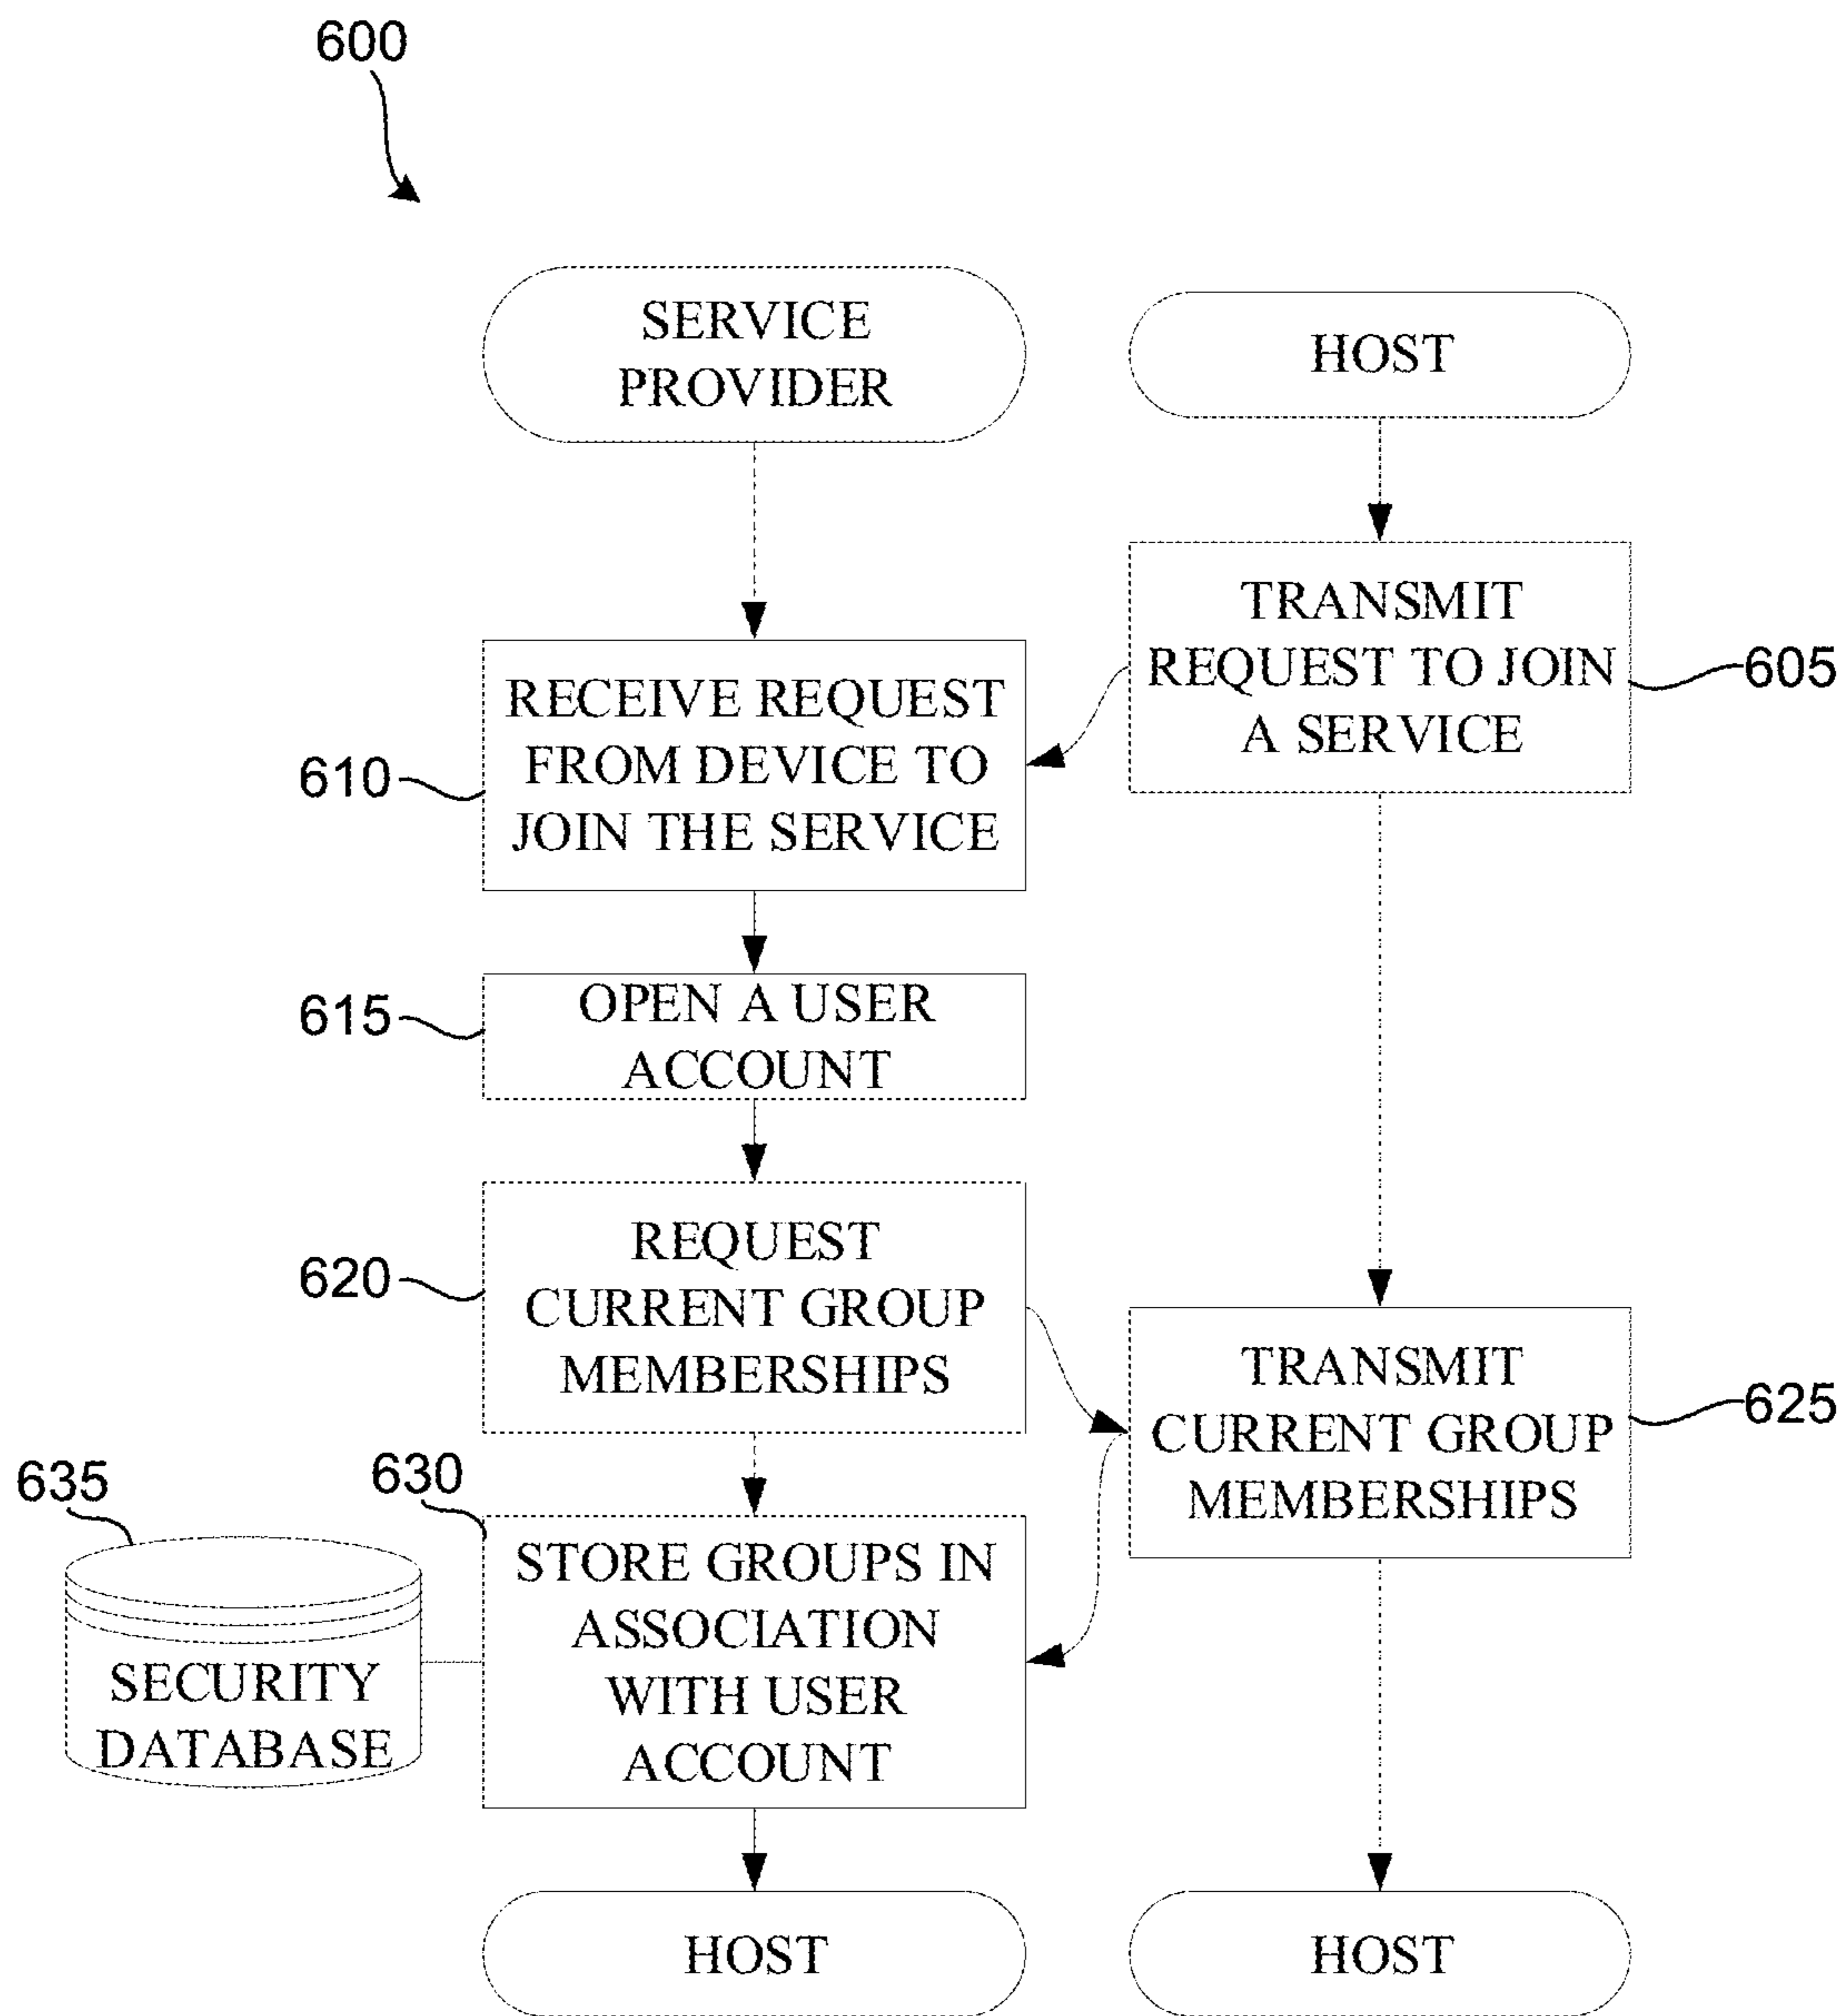 600
SERVICE
PROVIDER
HOST
TRANSMIT
REQUEST TO JOIN
A SERVICE
605
RECEIVE REQUEST
FROM DEVICE TO
JOIN THE SERVICE
610
OPEN A USER
ACCOUNT
615
REQUEST
CURRENT GROUP
MEMBERSHIPS
620
TRANSMIT
CURRENT GROUP
MEMBERSHIPS
625
630
STORE GROUPS IN
ASSOCIATION
WITH USER
ACCOUNT
635
SECURITY
DATABASE
HOST
HOST